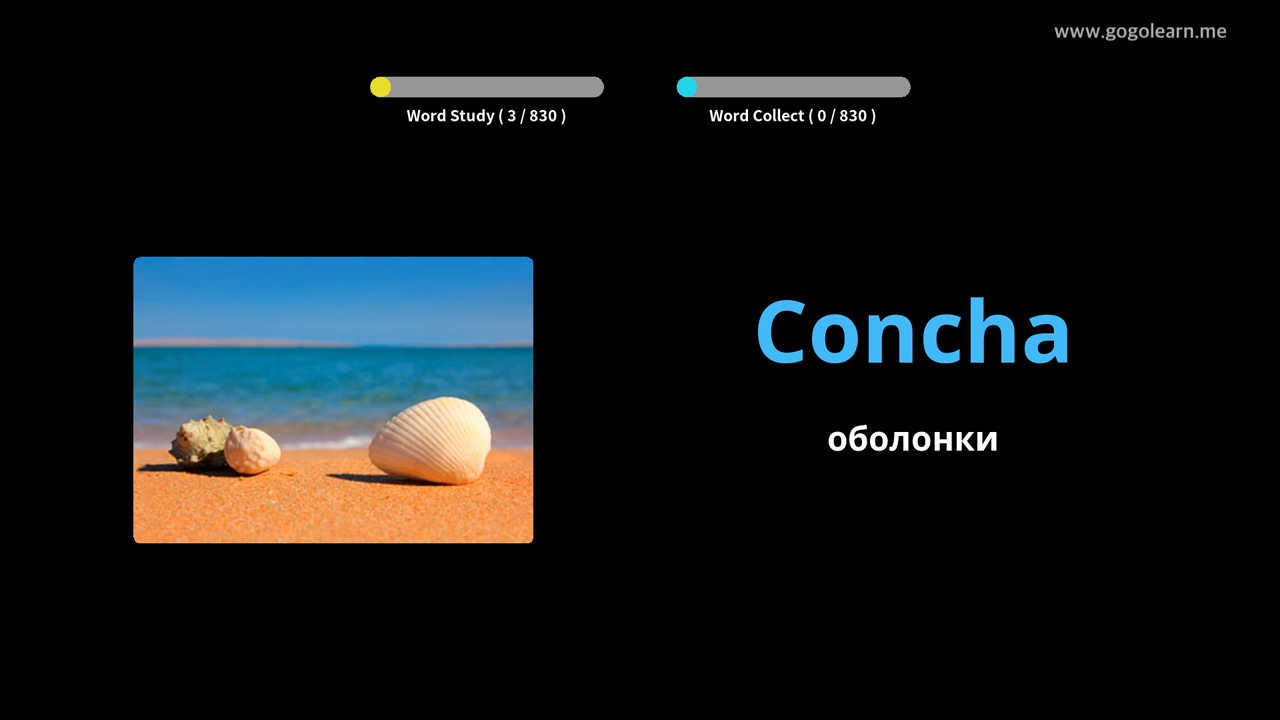 www.gogolearn.me
Word Study ( 3 / 830 )
Word Collect ( 0 / 830 )
Concha
оболонки